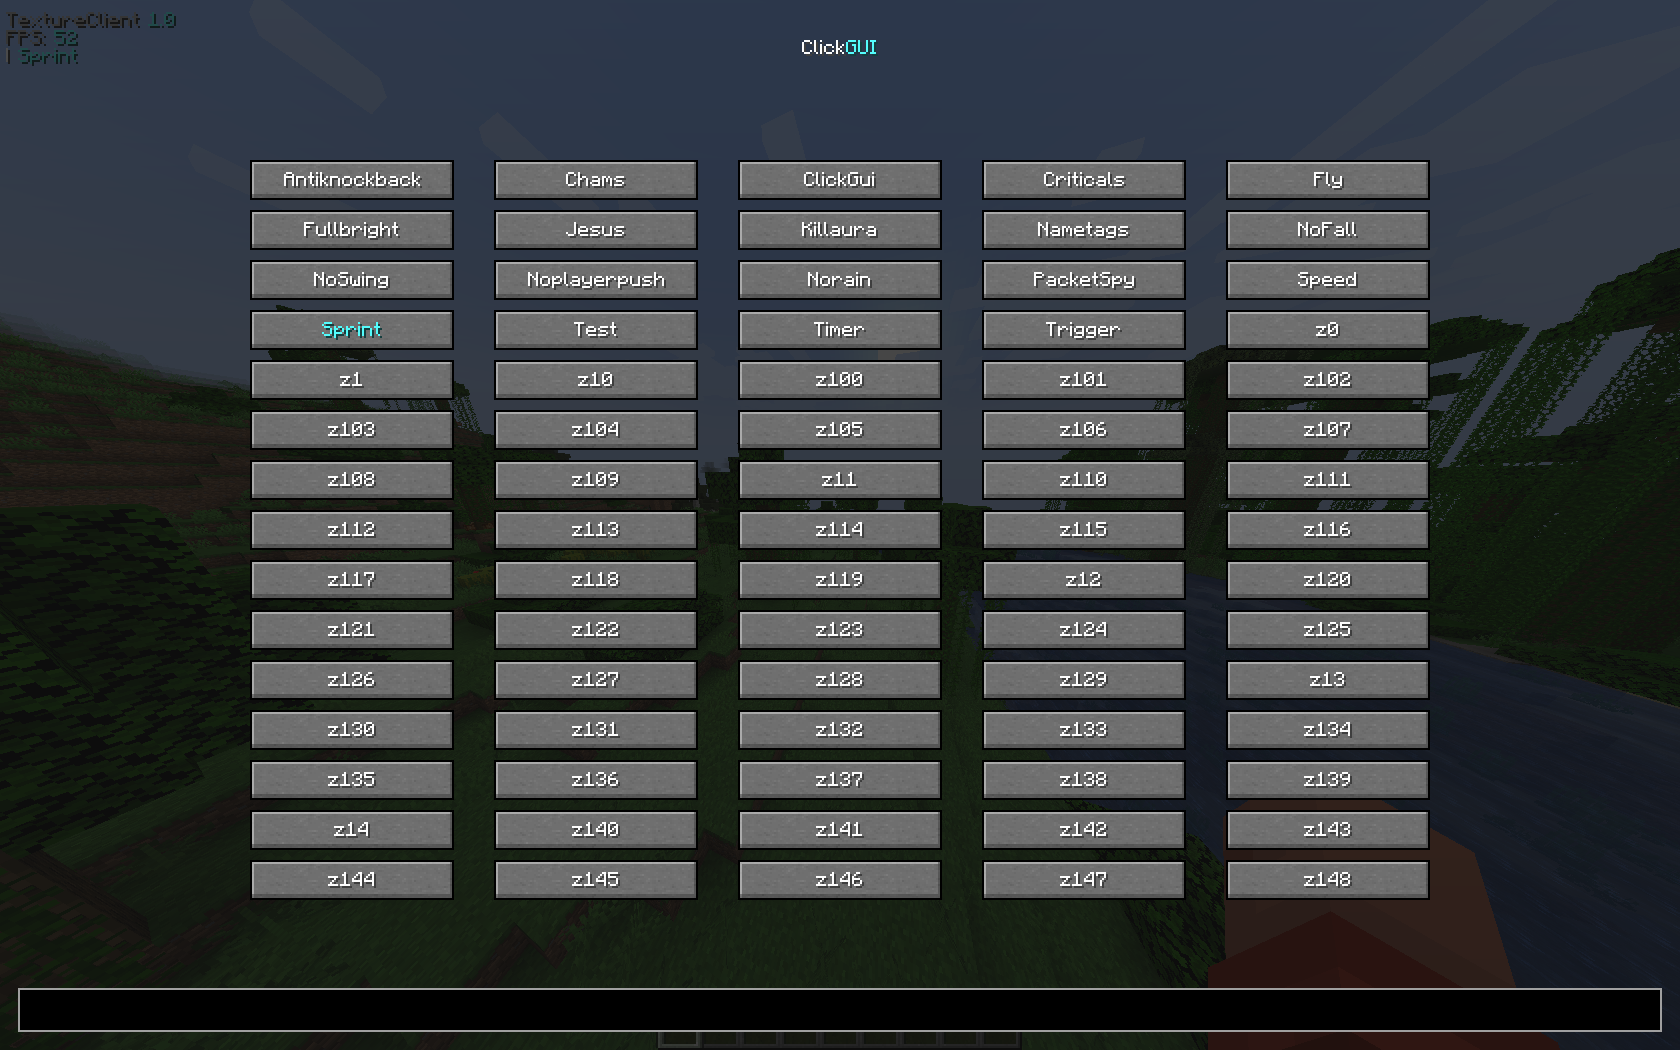 TextureClient 1.0
FPS: 52
| Sprint
ClickGUI
Antiknockback Chams ClickGui Criticals Fly
Fullbright Jesus Killaura Nametags NoFall
NoSwing Noplayerpush Norain PacketSpy Speed
Sprint Test Timer Trigger z0
z1 z10 z100 z101 z102
z103 z104 z105 z106 z107
z108 z109 z11 z110 z111
z112 z113 z114 z115 z116
z117 z118 z119 z12 z120
z121 z122 z123 z124 z125
z126 z127 z128 z129 z13
z130 z131 z132 z133 z134
z135 z136 z137 z138 z139
z14 z140 z141 z142 z143
z144 z145 z146 z147 z148